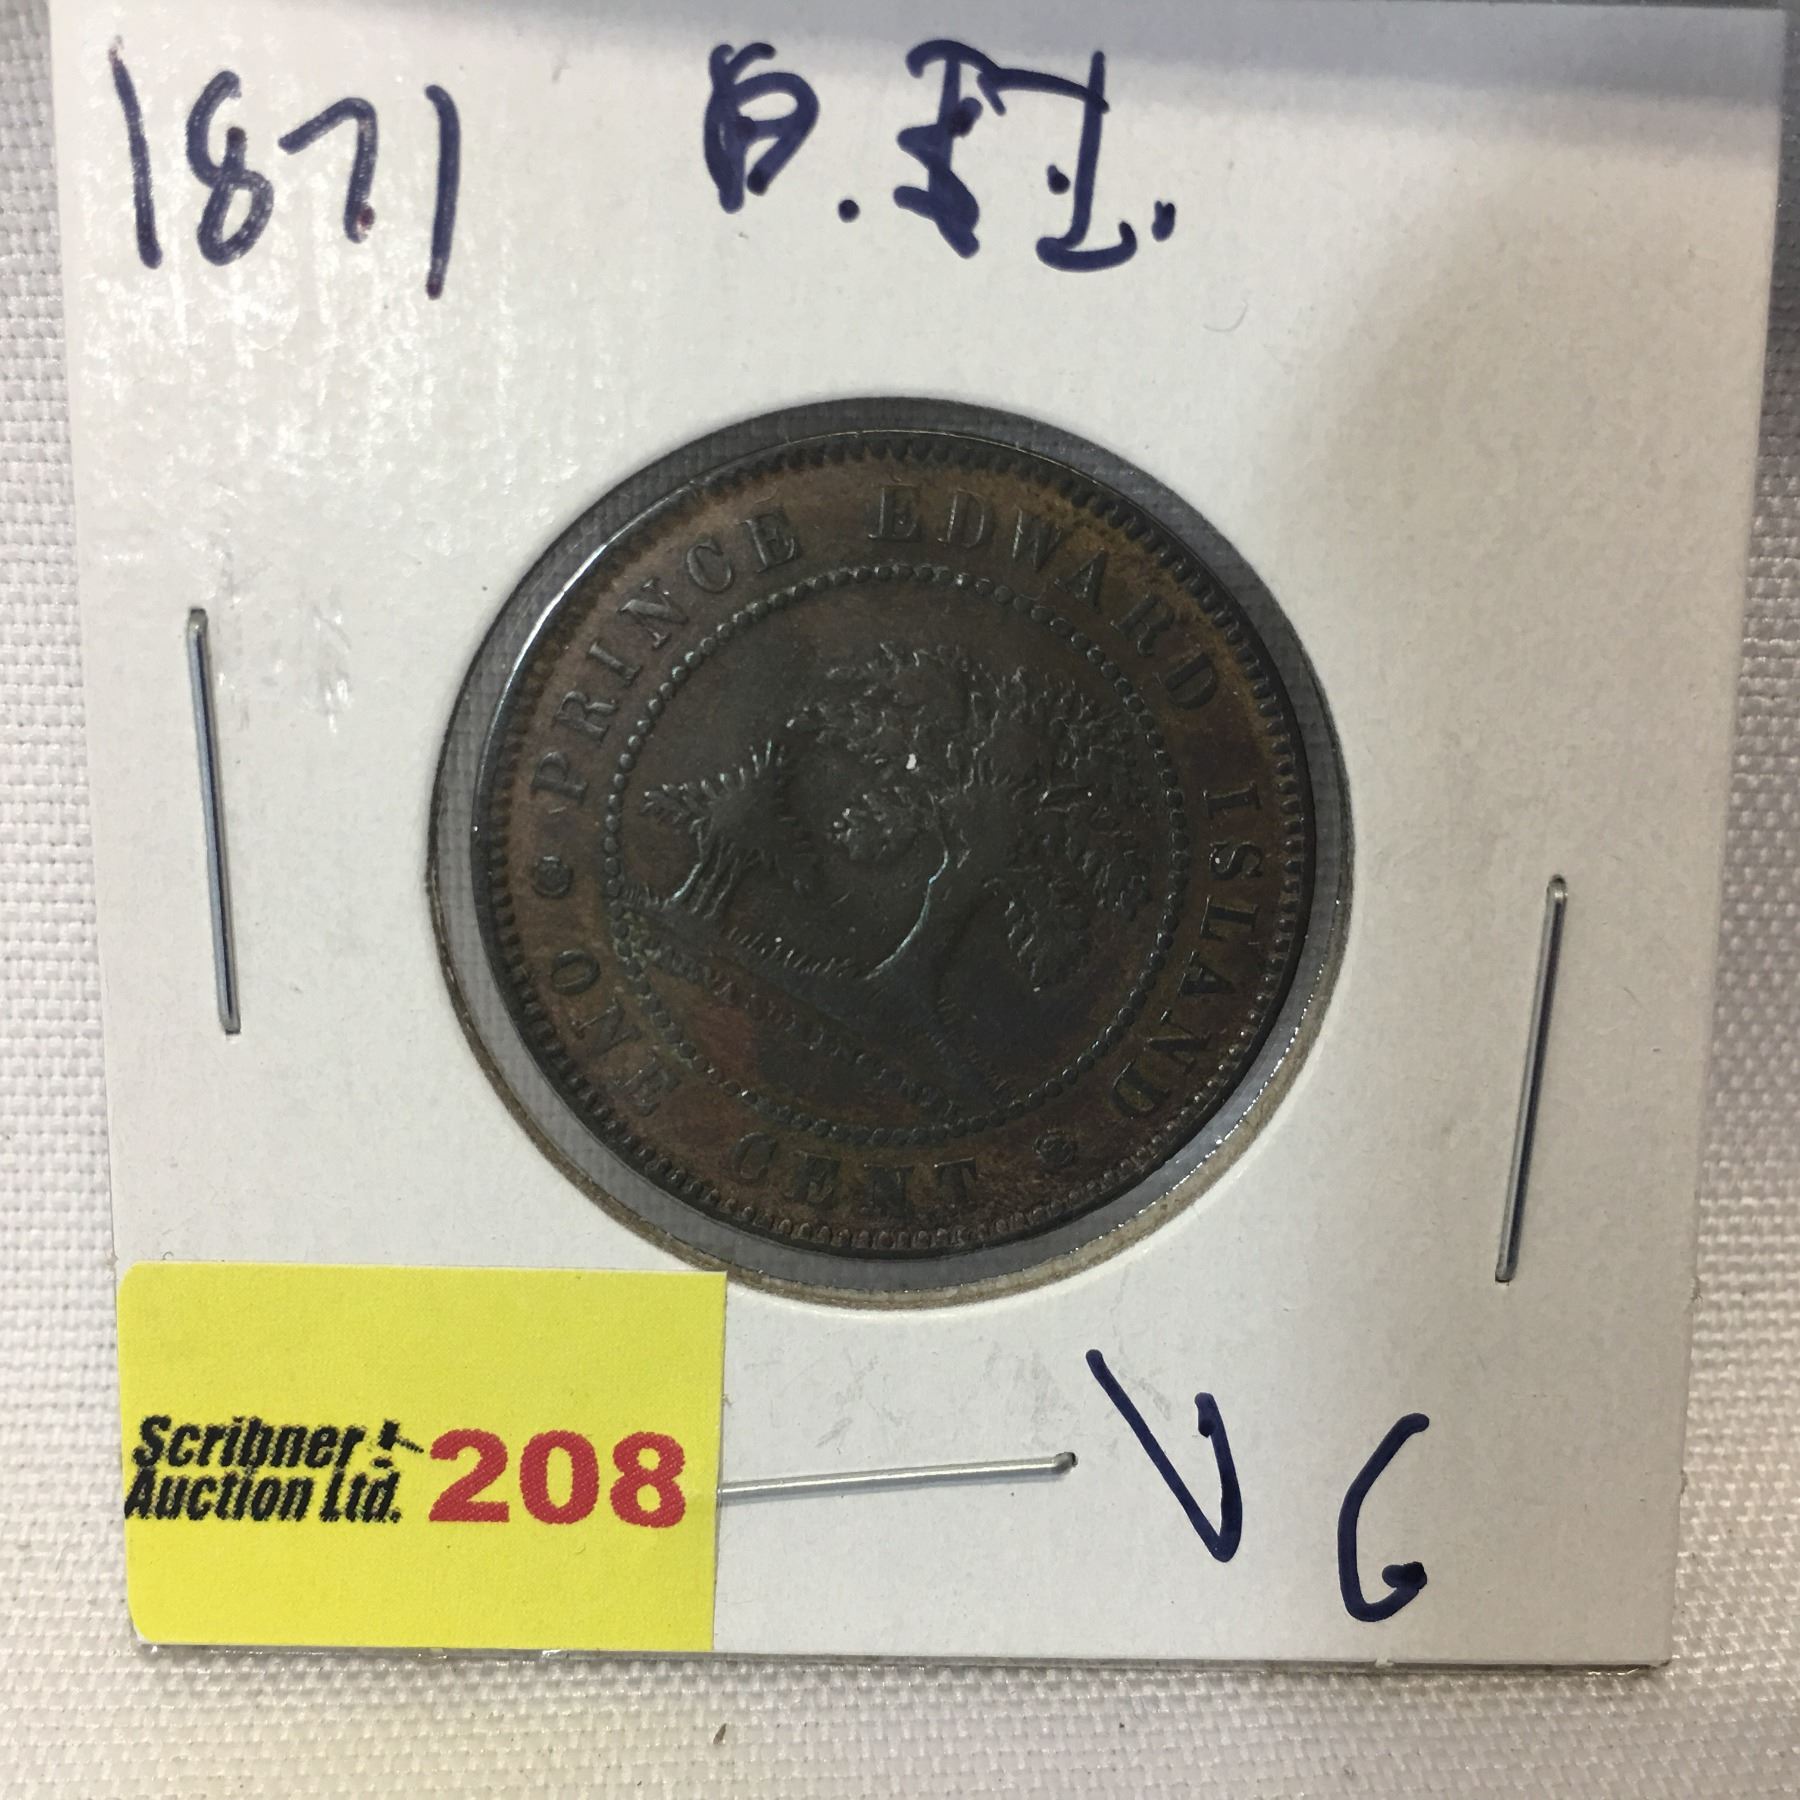 1871 P.E.I.
PRINCE EDWARD ISLAND
ONE CENT
Scribner
Auction Ltd.
208
VG